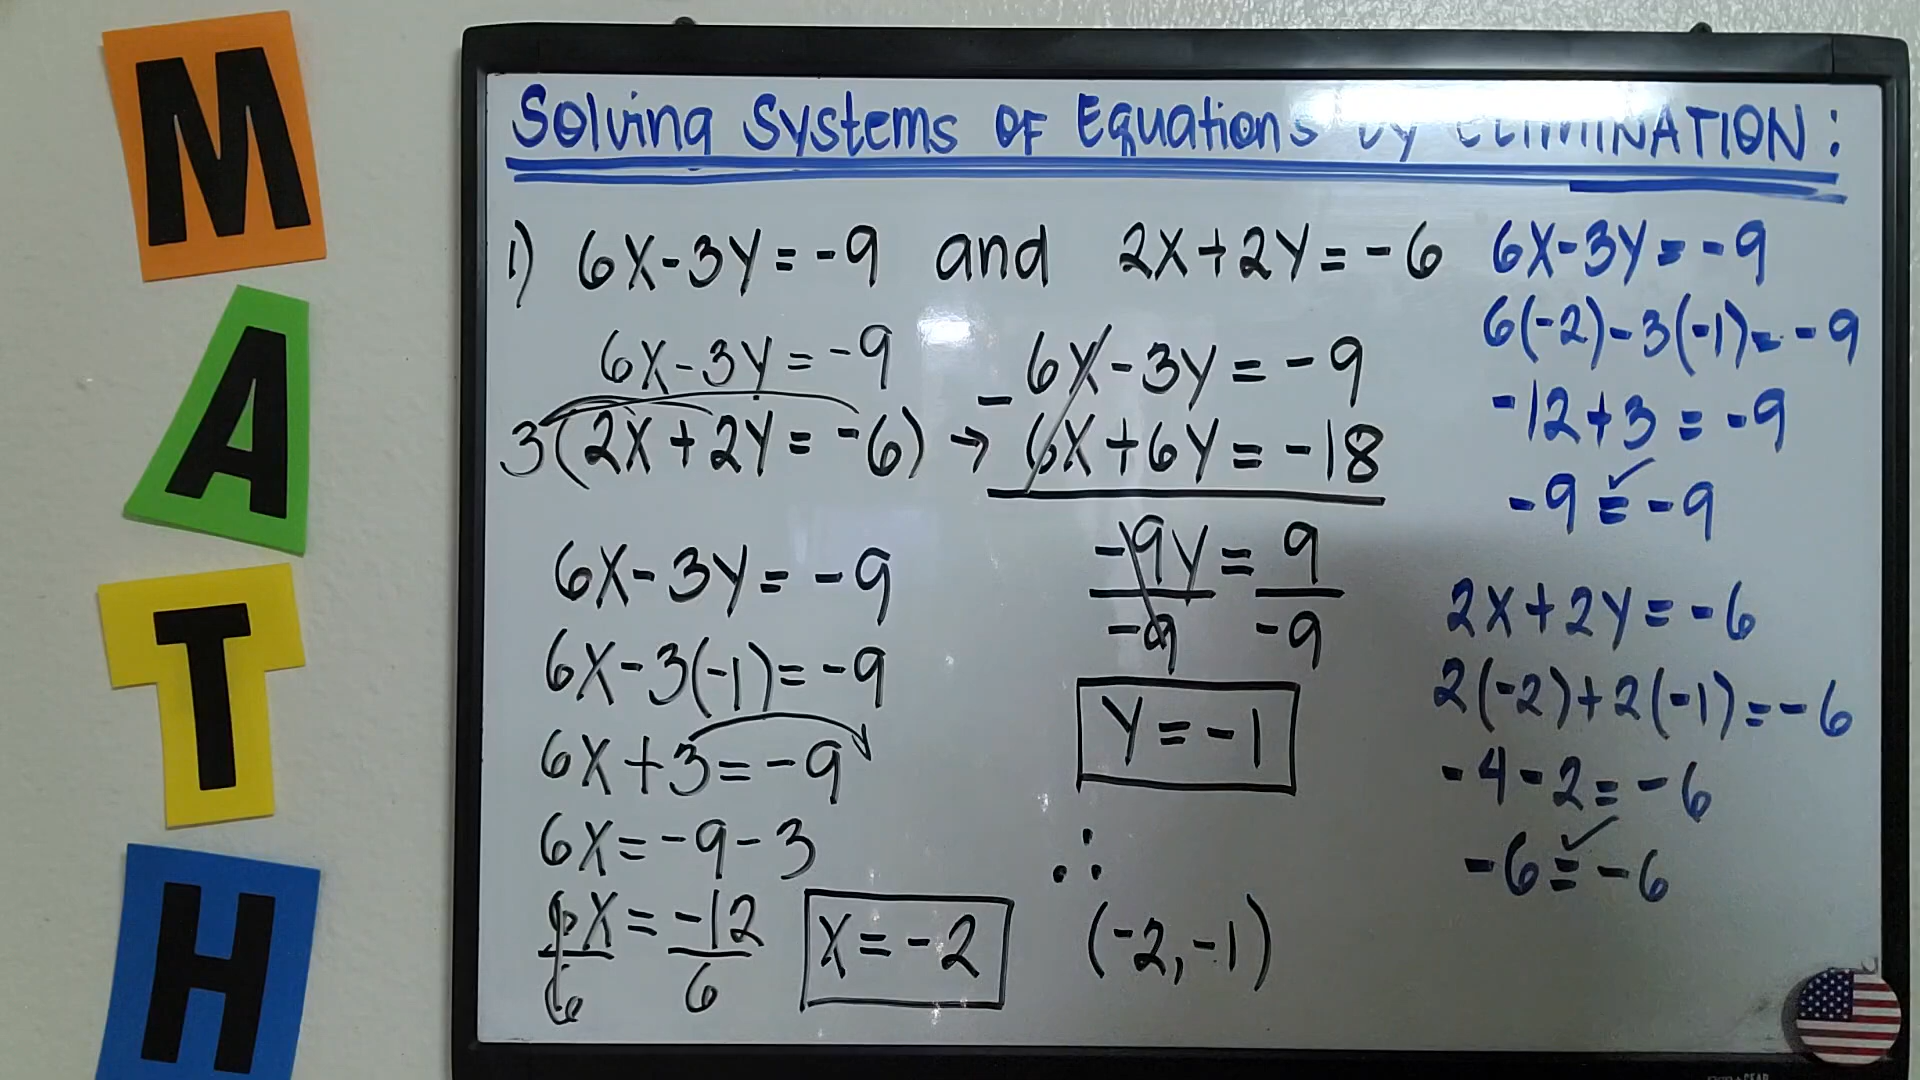 M
A
T
H
Solving Systems of Equations by ELIMINATION:
1) 6X-3Y=-9 and 2X+2Y=-6
6X-3Y=-9
3(2X+2Y=-6) →
- 6X-3Y=-9
6X+6Y=-18
-9Y = 9
-9 -9
Y=-1
6X-3Y=-9
6X-3(-1)=-9
6X+3=-9
6X=-9-3
6X = -12
6 6
X=-2
∴
(-2,-1)
6X-3Y=-9
6(-2)-3(-1)=-9
-12+3=-9
-9=-9
2X+2Y=-6
2(-2)+2(-1)=-6
-4-2=-6
-6=-6